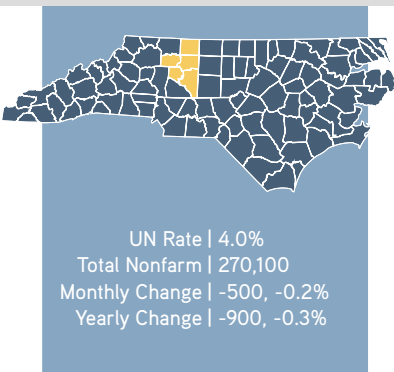 UN Rate | 4.0%
Total Nonfarm | 270,100
Monthly Change | -500, -0.2%
Yearly Change | -900, -0.3%